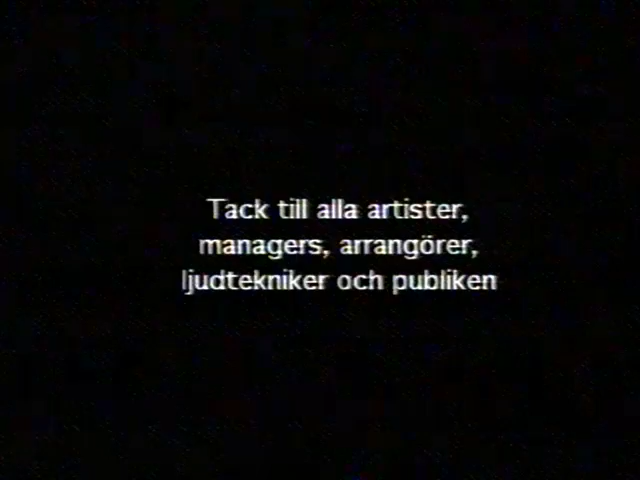 Tack till alla artister,
managers, arrangörer,
ljudtekniker och publiken